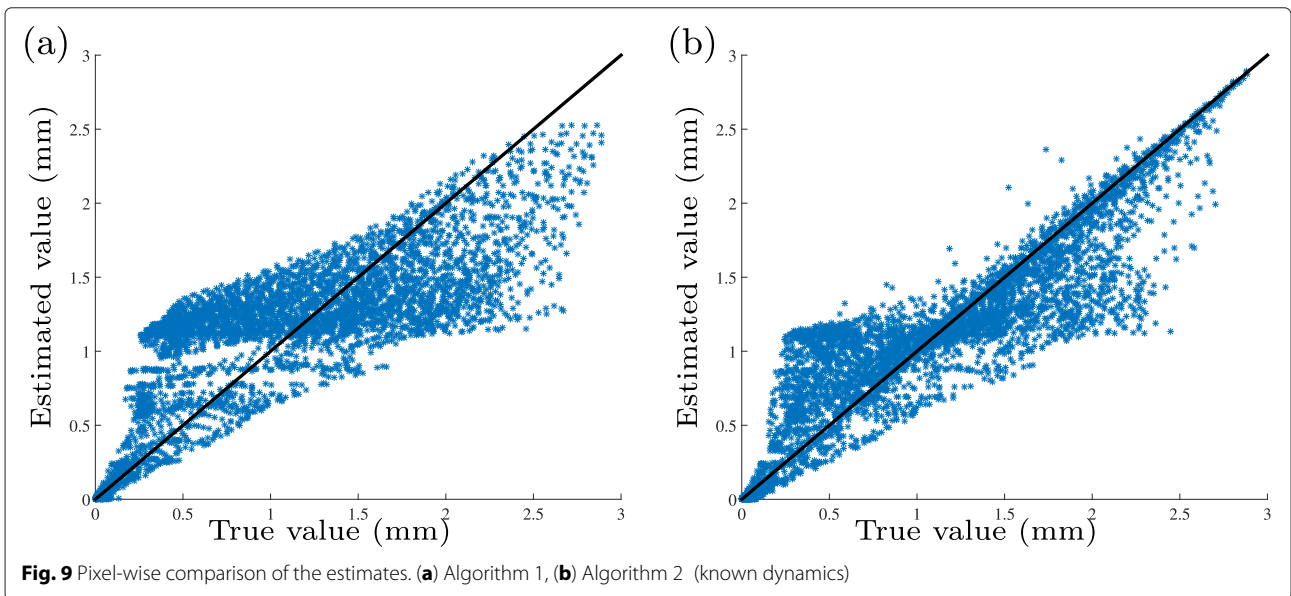 (a)
3
2.5
2
1.5
1
0.5
0
Estimated value (mm)
0 0.5 1 1.5 2 2.5 3
True value (mm)
(b)
3
2.5
2
1.5
1
0.5
0
Estimated value (mm)
0 0.5 1 1.5 2 2.5 3
True value (mm)
Fig. 9 Pixel-wise comparison of the estimates. (a) Algorithm 1, (b) Algorithm 2 (known dynamics)